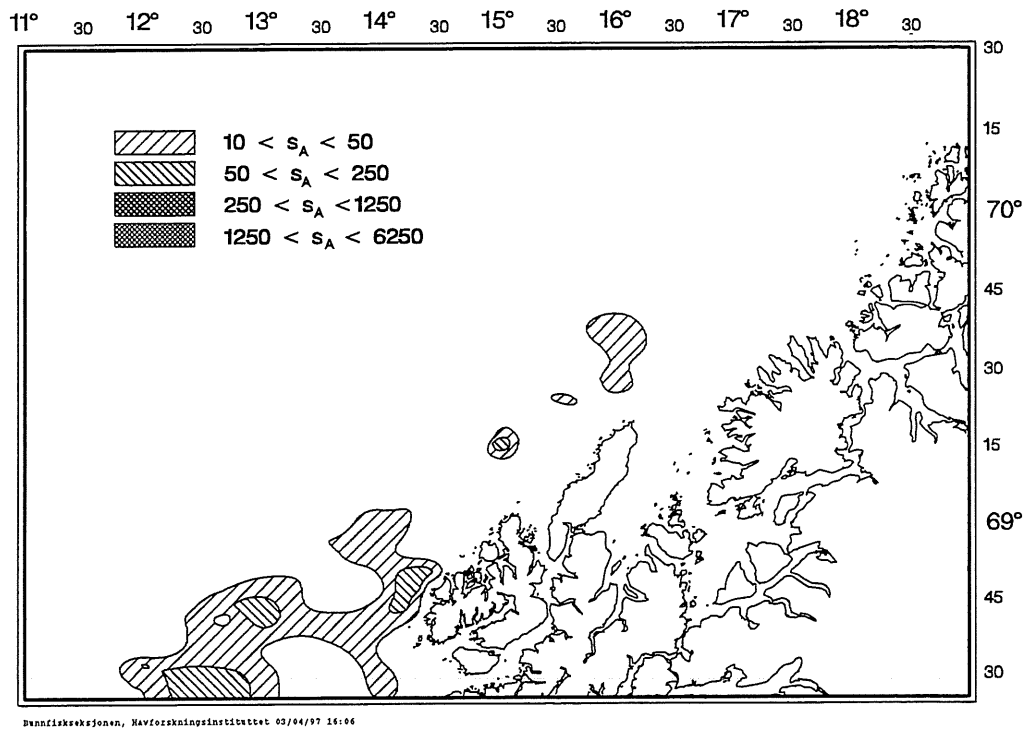 11° 30 12° 30 13° 30 14° 30 15° 30 16° 30 17° 30 18° 30
30
15
10 < sA < 50
50 < sA < 250
250 < sA <1250
70°
1250 < sA < 6250
45
30
15
69°
45
30
Bunnfiskseksjonen, Havforskningsinstituttet 03/04/97 16:06